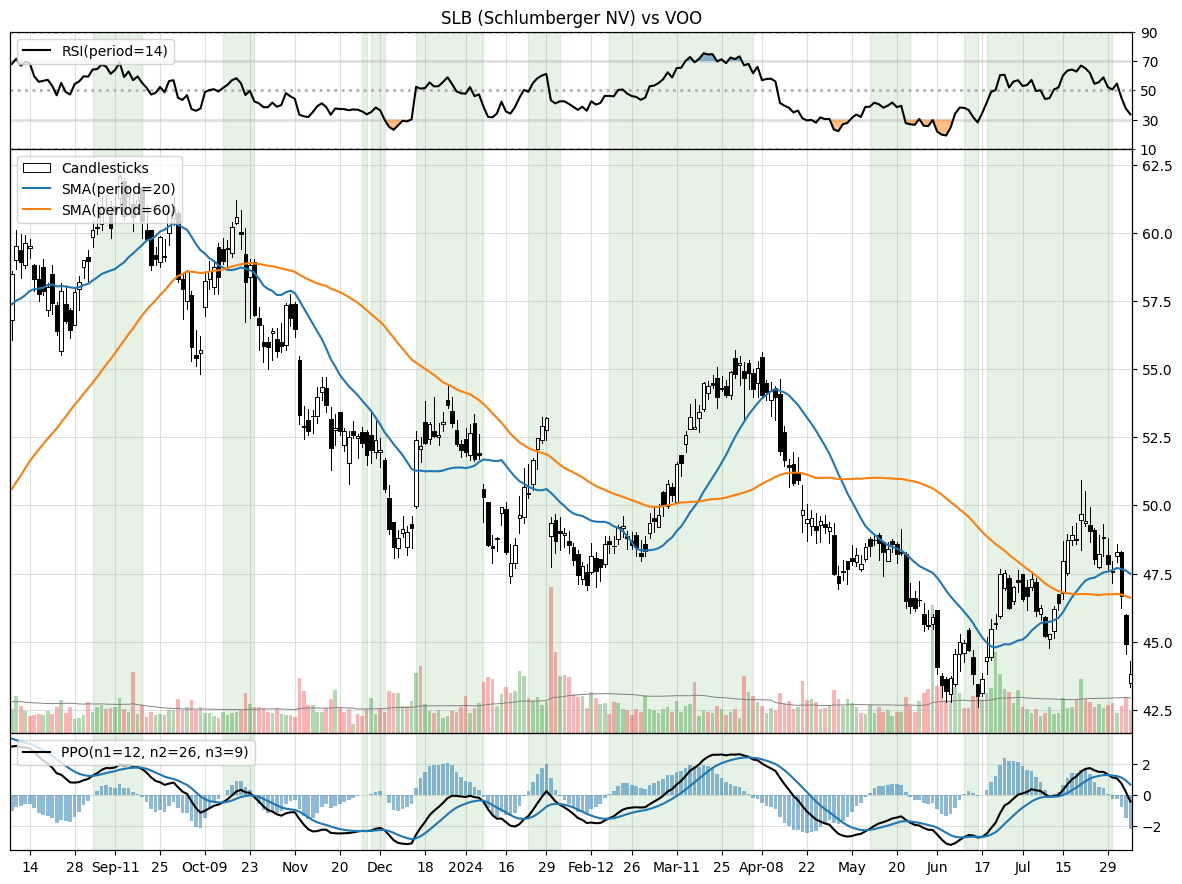 SLB (Schlumberger NV) vs VOO
RSI(period=14)
90
70
50
30
10
Candlesticks
SMA(period=20)
SMA(period=60)
62.5
60.0
57.5
55.0
52.5
50.0
47.5
45.0
42.5
PPO(n1=12, n2=26, n3=9)
2
0
−2
14 28 Sep-11 25 Oct-09 23 Nov 20 Dec 18 2024 16 29 Feb-12 26 Mar-11 25 Apr-08 22 May 20 Jun 17 Jul 15 29